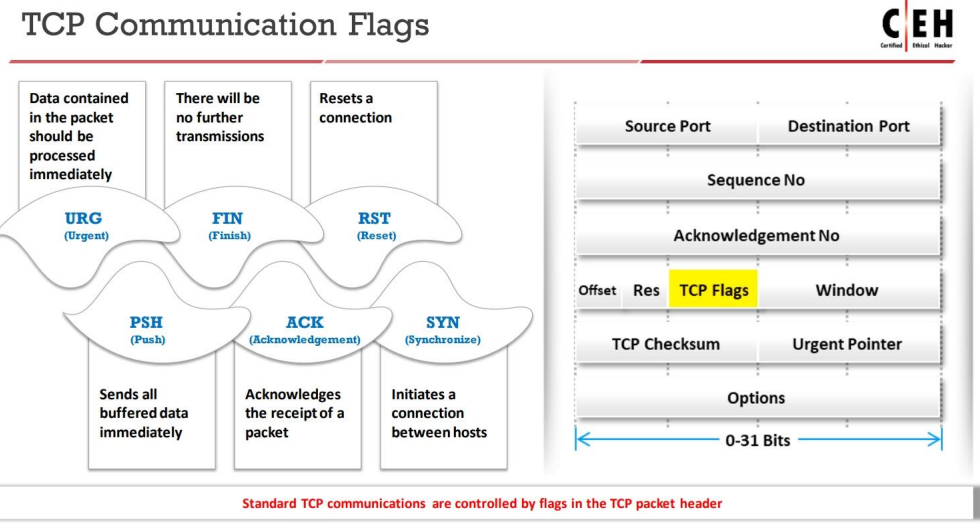 TCP Communication Flags
CEH
Certified Ethical Hacker
Data contained
in the packet
should be
processed
immediately
There will be
no further
transmissions
Resets a
connection
URG
(Urgent)
FIN
(Finish)
RST
(Reset)
PSH
(Push)
ACK
(Acknowledgement)
SYN
(Synchronize)
Sends all
buffered data
immediately
Acknowledges
the receipt of a
packet
Initiates a
connection
between hosts
Source Port Destination Port
Sequence No
Acknowledgement No
Offset Res TCP Flags Window
TCP Checksum Urgent Pointer
Options
0-31 Bits
Standard TCP communications are controlled by flags in the TCP packet header